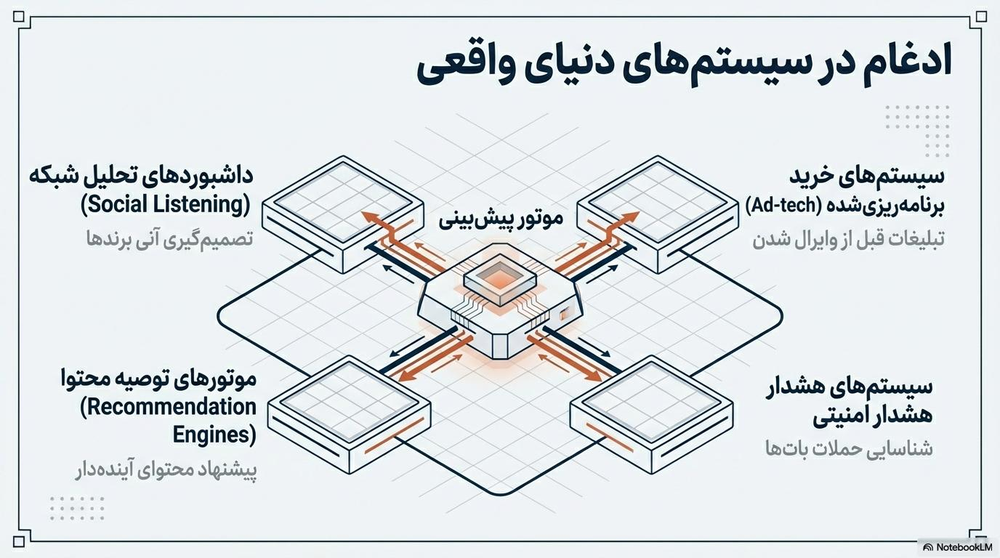 ادغام در سیستم‌های دنیای واقعی
سیستم‌های خرید
برنامه‌ریزی‌شده (Ad-tech)
تبلیغات قبل از وایرال شدن
داشبوردهای تحلیل شبکه
(Social Listening)
تصمیم‌گیری آنی برندها
موتور پیش‌بینی
سیستم‌های هشدار
هشدار امنیتی
شناسایی حملات بات‌ها
موتورهای توصیه محتوا
(Recommendation
Engines)
پیشنهاد محتوای آینده‌دار
NotebookLM